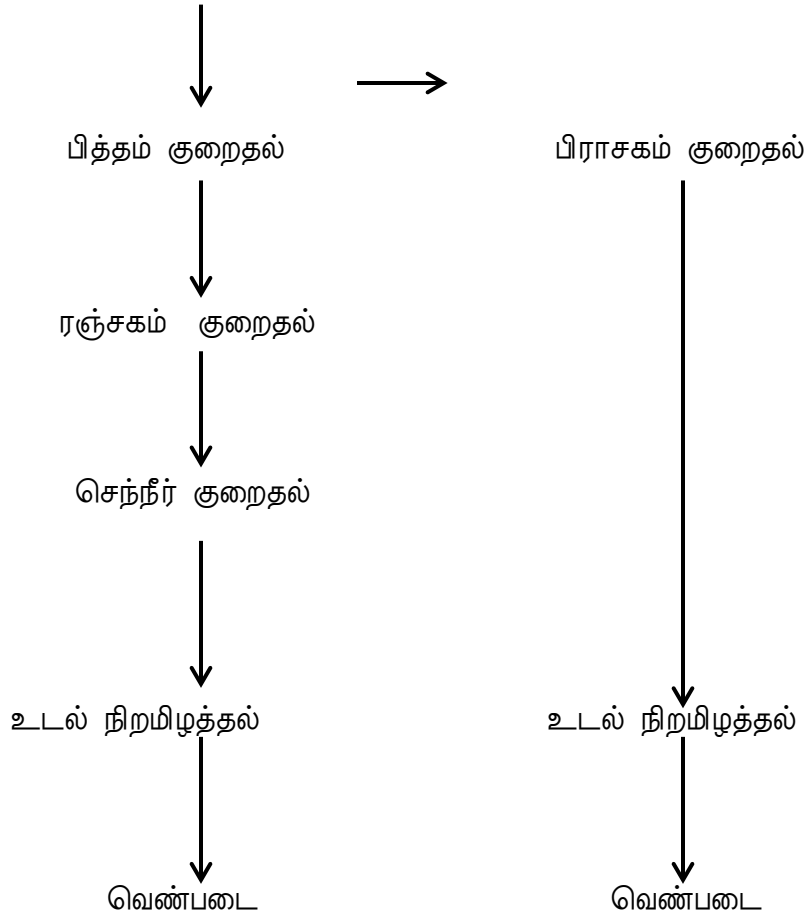 பித்தம் குறைதல்
பிராசகம் குறைதல்
ரஞ்சகம் குறைதல்
செந்நீர் குறைதல்
உடல் நிறமிழத்தல்
உடல் நிறமிழத்தல்
வெண்படை
வெண்படை